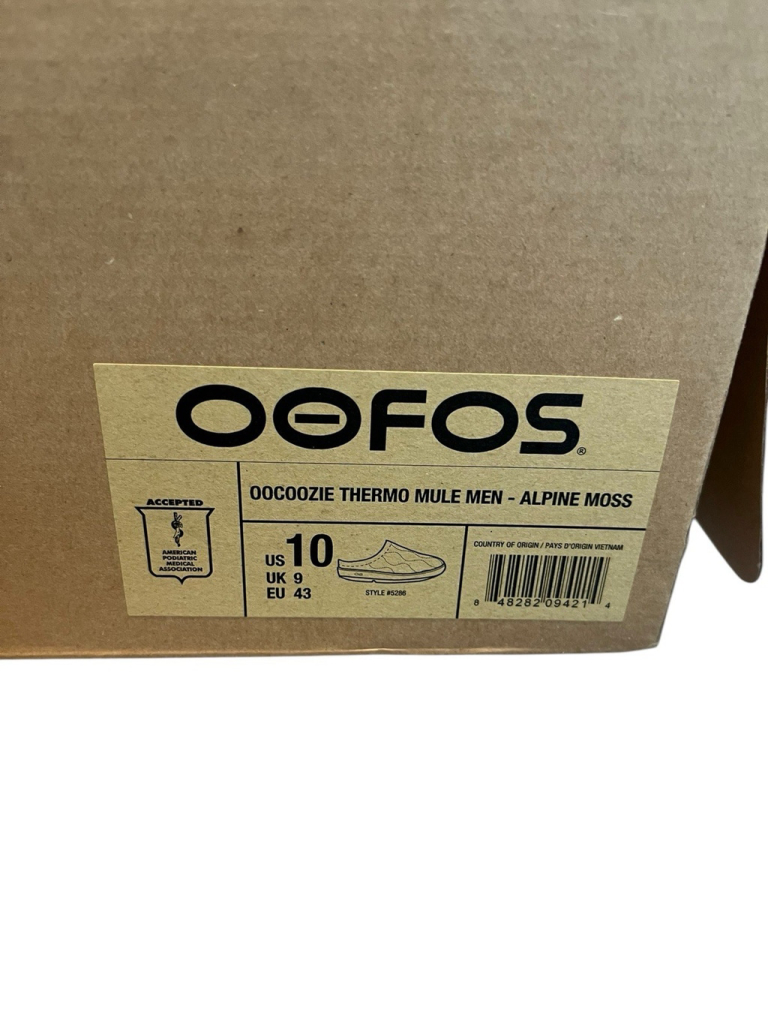 OOFOS®
OOCOOZIE THERMO MULE MEN - ALPINE MOSS
ACCEPTED
AMERICAN
PODIATRIC
MEDICAL
ASSOCIATION
US 10
UK 9
EU 43
STYLE #5286
COUNTRY OF ORIGIN / PAYS D'ORIGIN VIETNAM
8 48282 09421 4